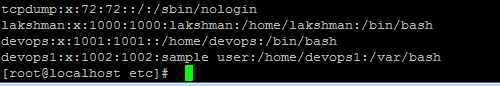 tcpdump:x:72:72::/:/sbin/nologin
lakshman:x:1000:1000:lakshman:/home/lakshman:/bin/bash
devops:x:1001:1001::/home/devops:/bin/bash
devops1:x:1002:1002:sample user:/home/devops1:/var/bash
[root@localhost etc]#